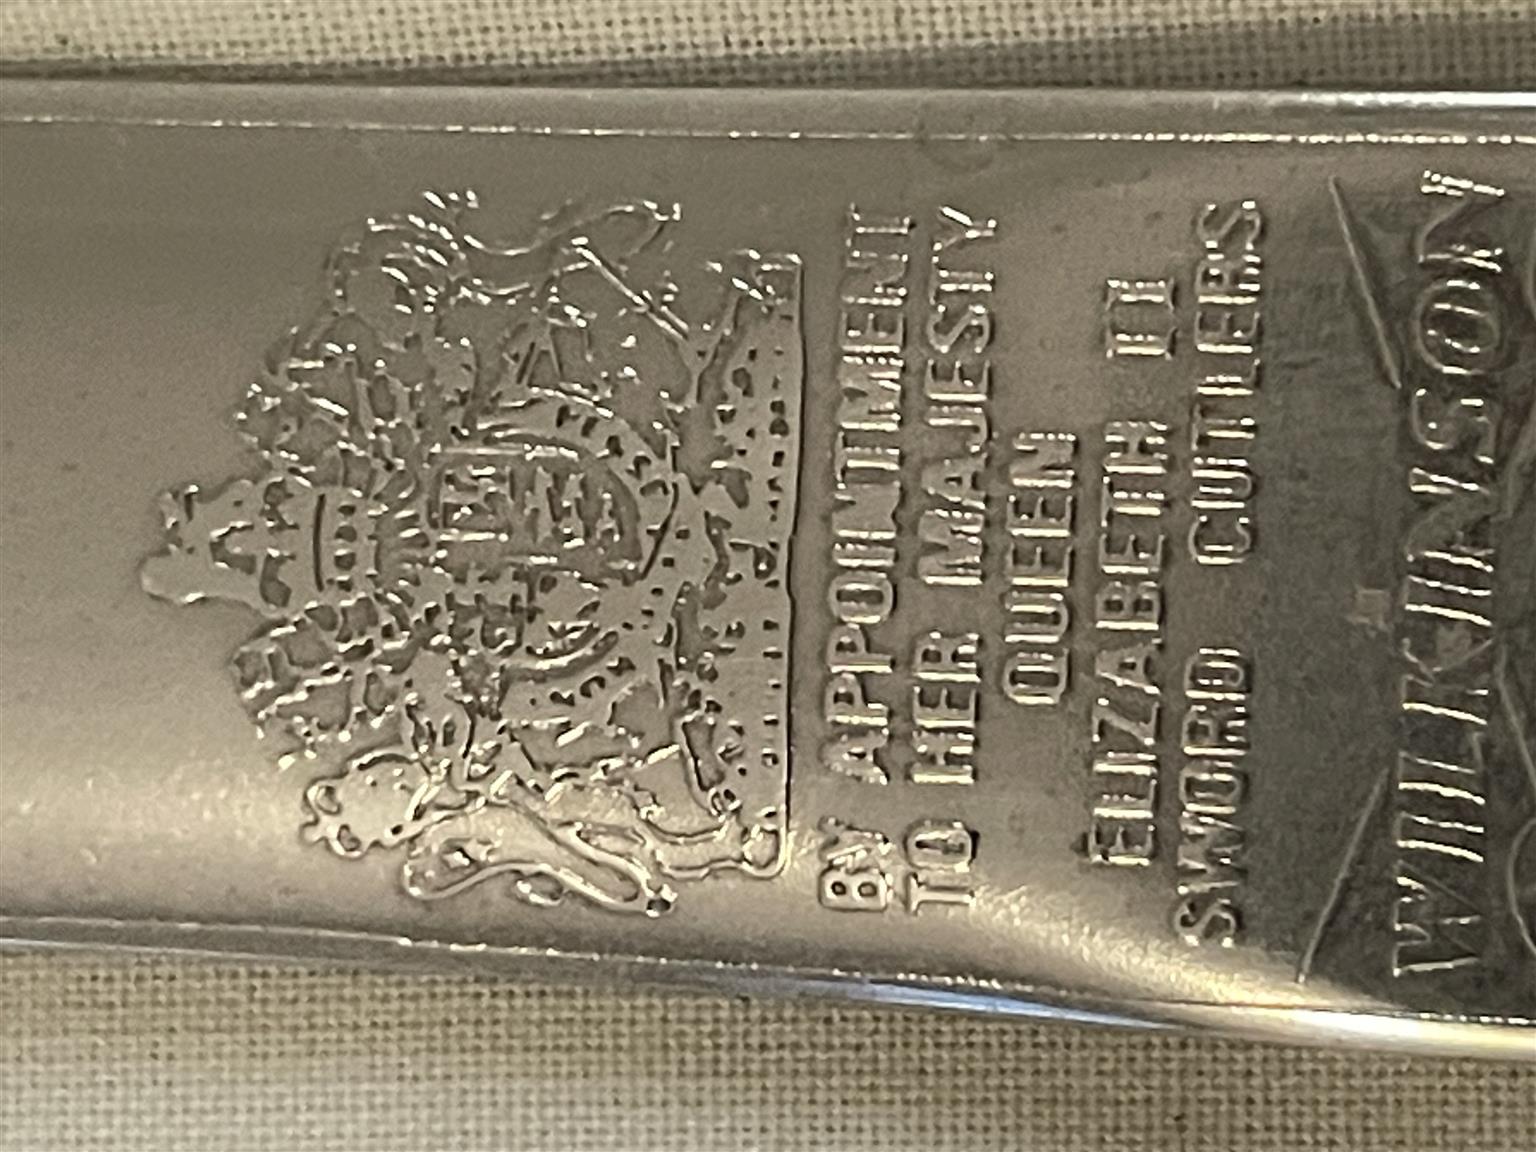 BY APPOINTMENT
TO HER MAJESTY
QUEEN
ELIZABETH II
SWORD CUTLERS
WILKINSON